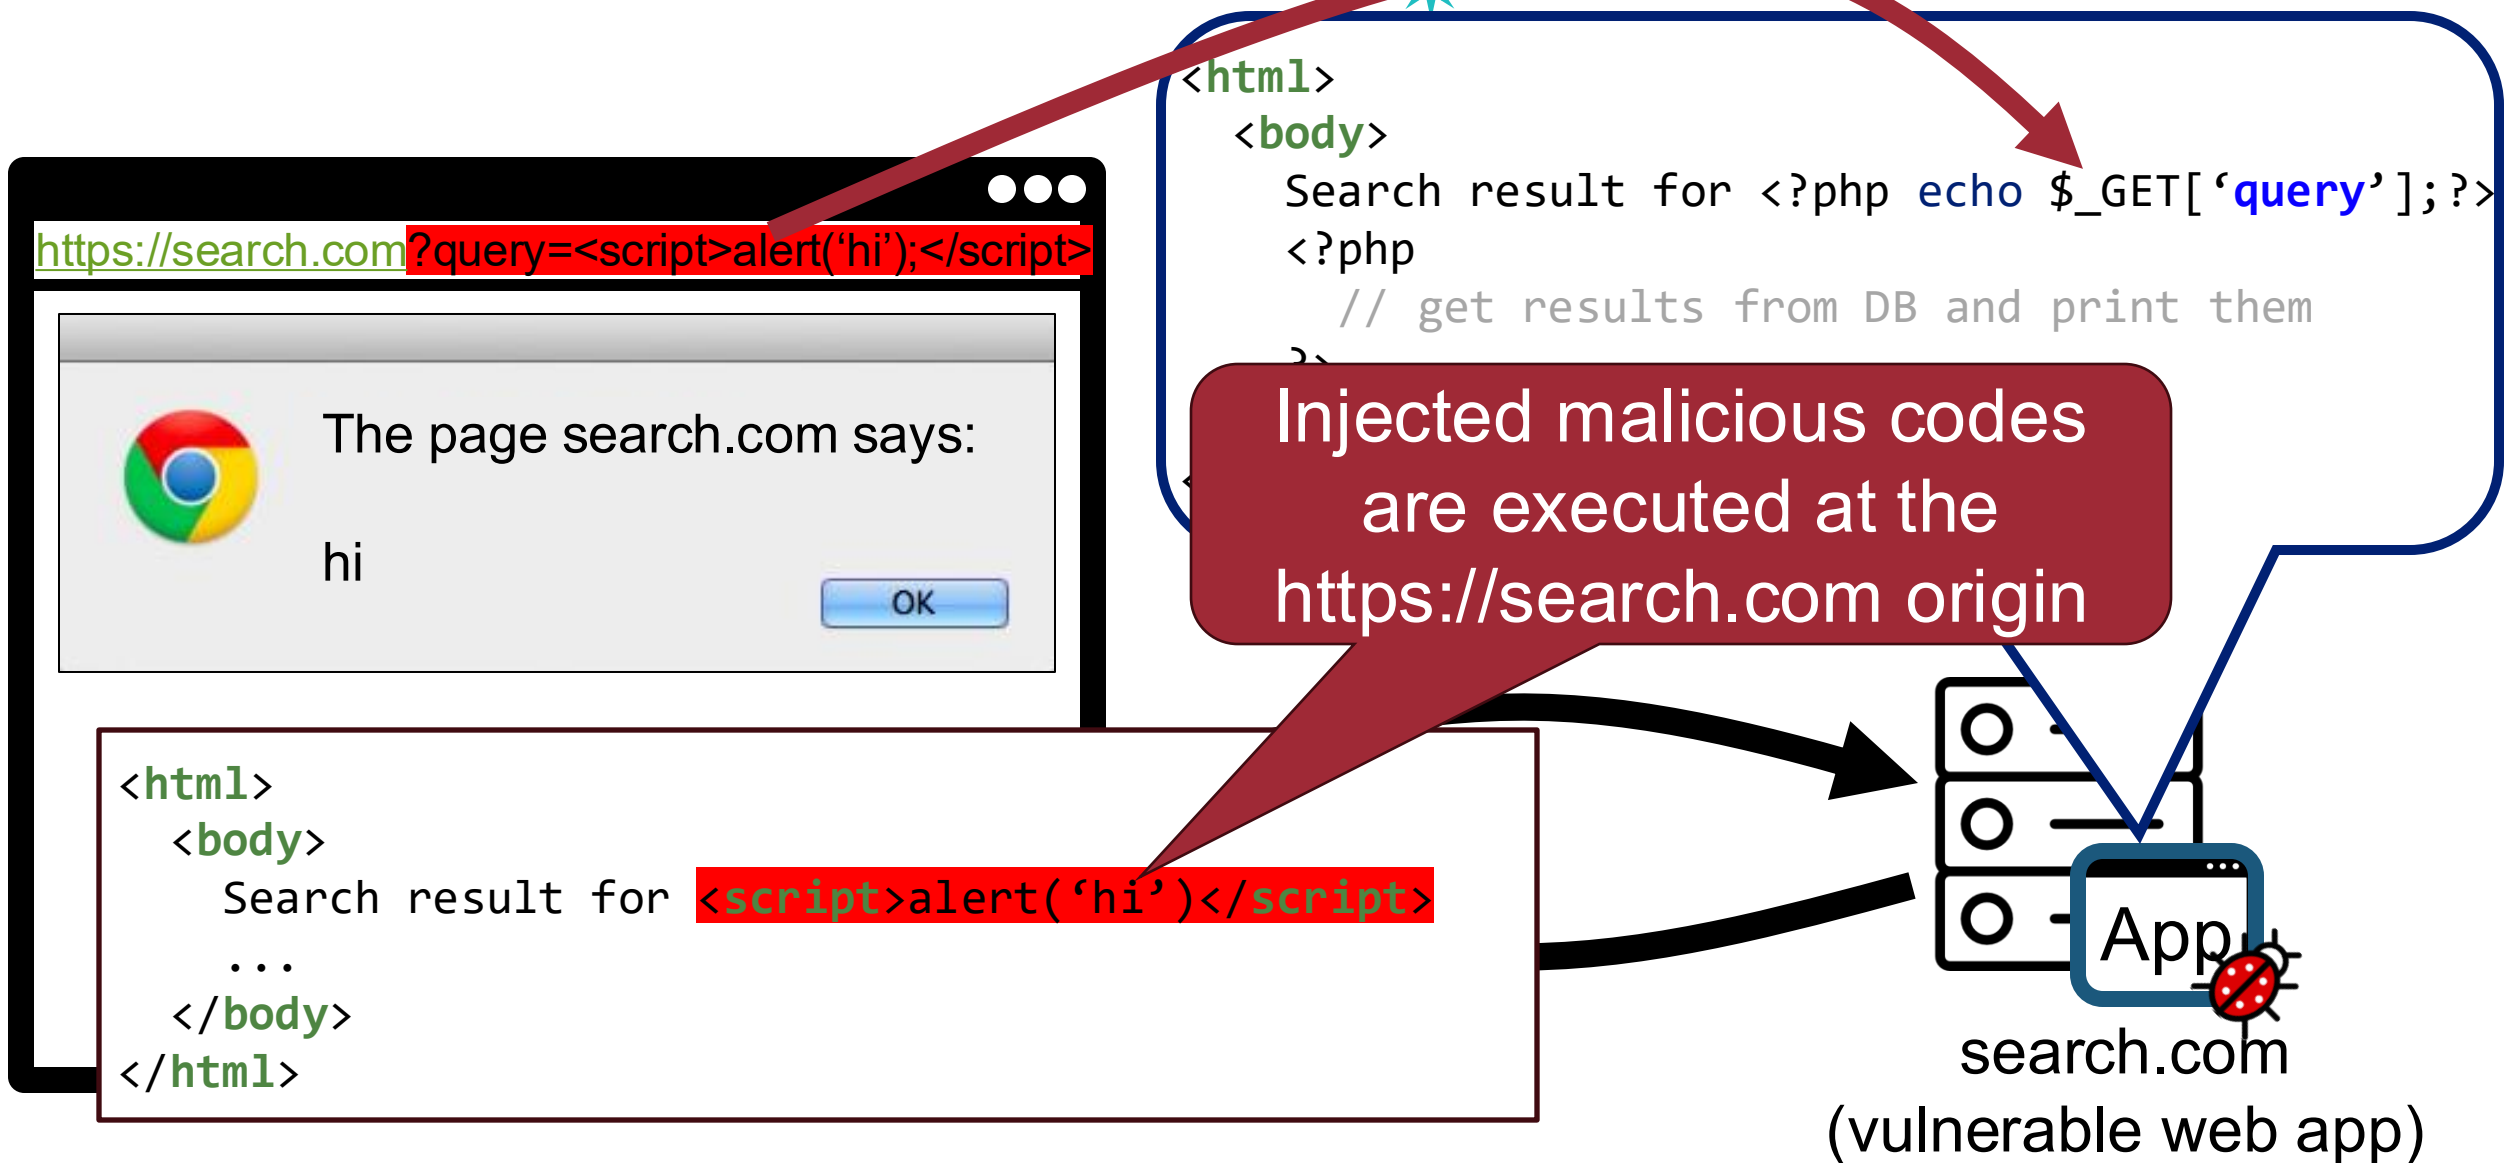 https://search.com?query=<script>alert(‘hi’);</script>
The page search.com says:
hi
OK
<html>
<body>
Search result for <?php echo $_GET[‘query’];?>
<?php
// get results from DB and print them
?>
Injected malicious codes
are executed at the
https://search.com origin
<html>
<body>
Search result for <script>alert(‘hi’)</script>
...
</body>
</html>
App
search.com
(vulnerable web app)